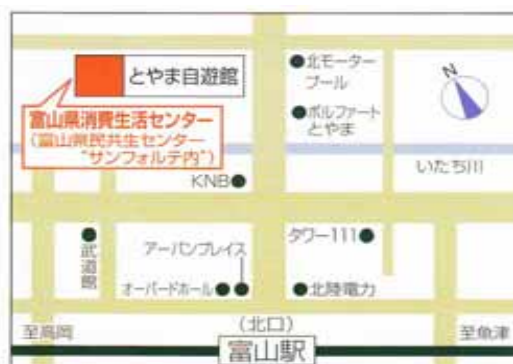 とやま自遊館
富山県消費生活センター
(富山県民共生センター
"サンフォルテ内")
北モーター
プール
ボルファート
とやま
N
いたち川
KNB
武道館
アーバンプレイス
オーバードホール
タワー111
北陸電力
至高岡
(北口)
富山駅
至魚津